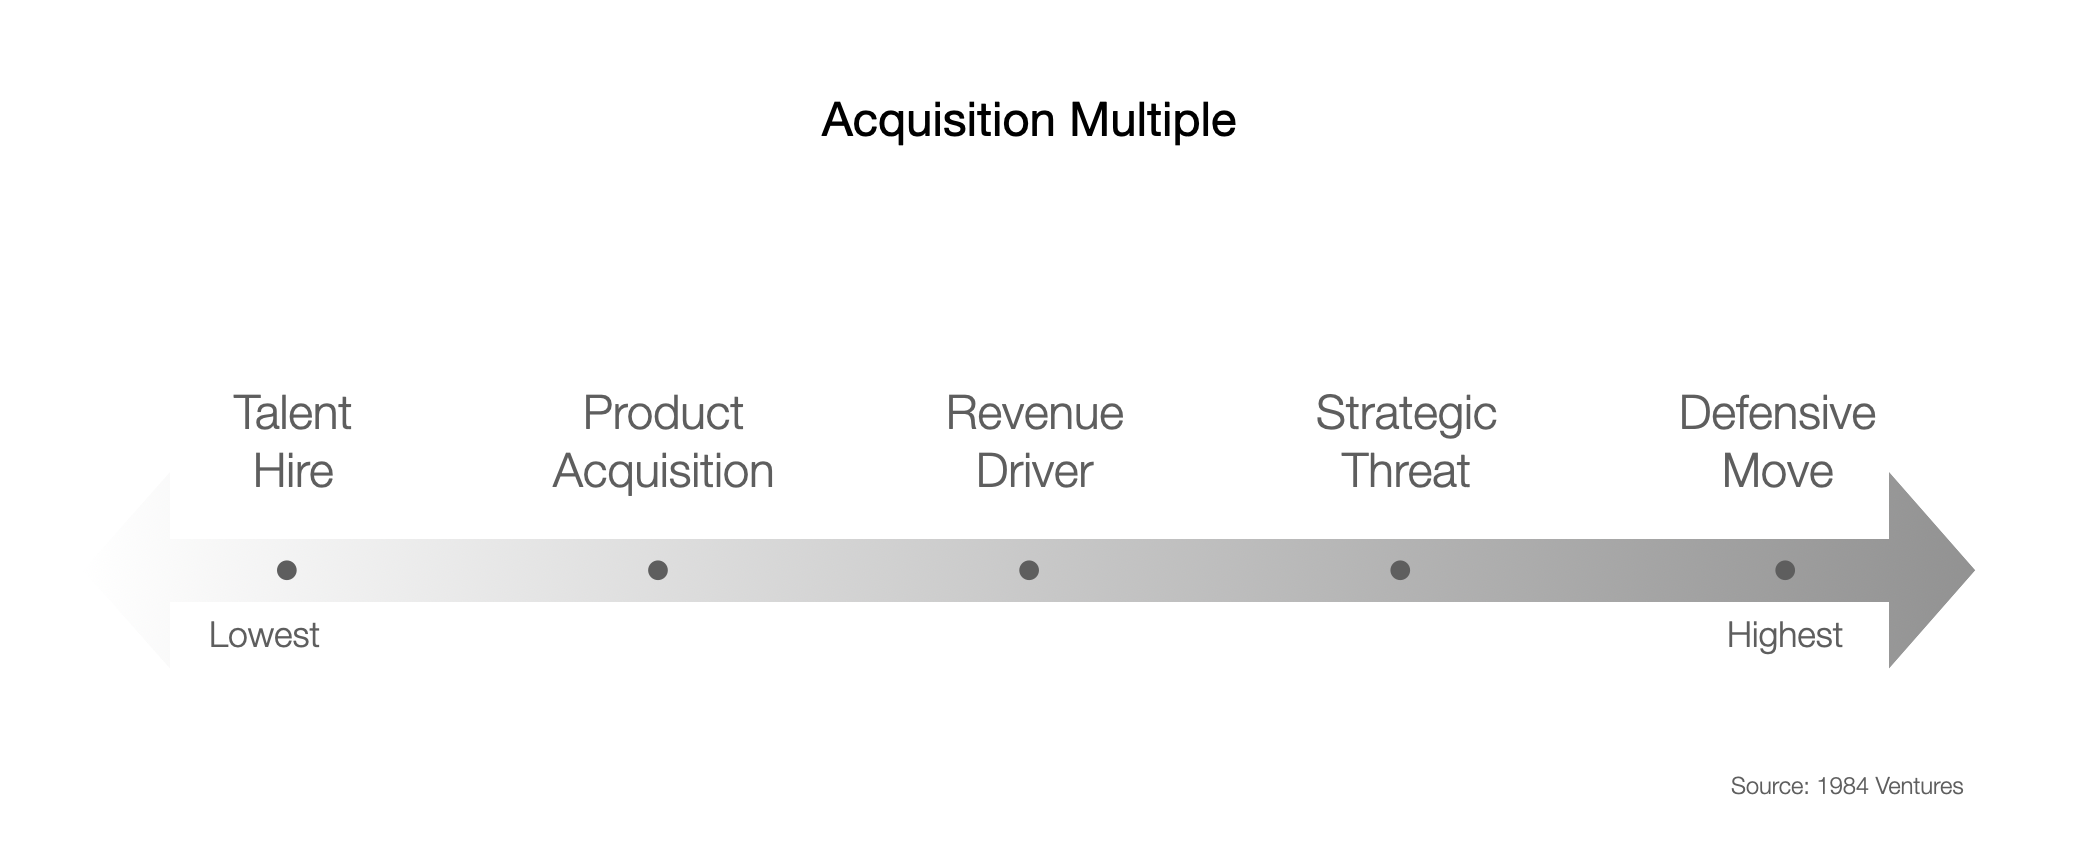 Acquisition Multiple
Talent
Hire
Product
Acquisition
Revenue
Driver
Strategic
Threat
Defensive
Move
Lowest
Highest
Source: 1984 Ventures